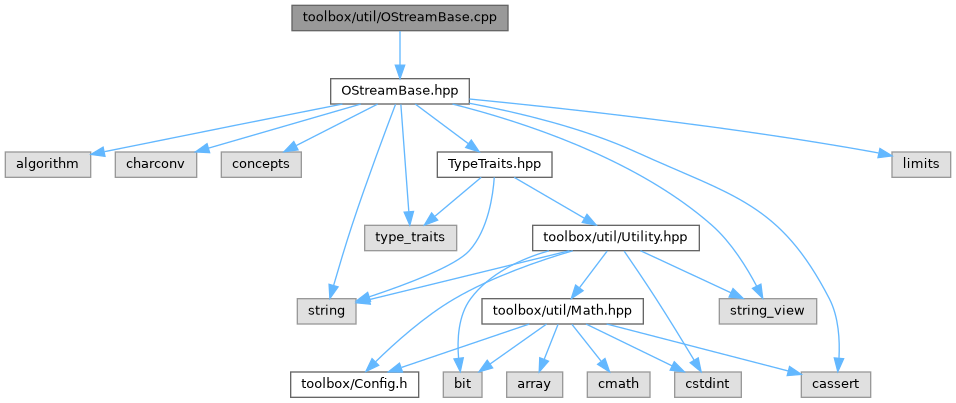 toolbox/util/OStreamBase.cpp
OStreamBase.hpp
algorithm
charconv
concepts
TypeTraits.hpp
limits
type_traits
toolbox/util/Utility.hpp
string
toolbox/util/Math.hpp
string_view
toolbox/Config.h
bit
array
cmath
cstdint
cassert